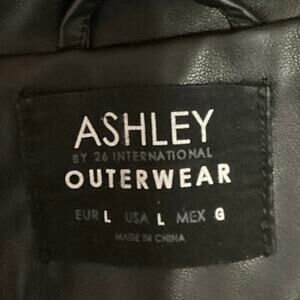 ASHLEY
BY 26 INTERNATIONAL
OUTERWEAR
EUR L USA L MEX G
MADE IN CHINA